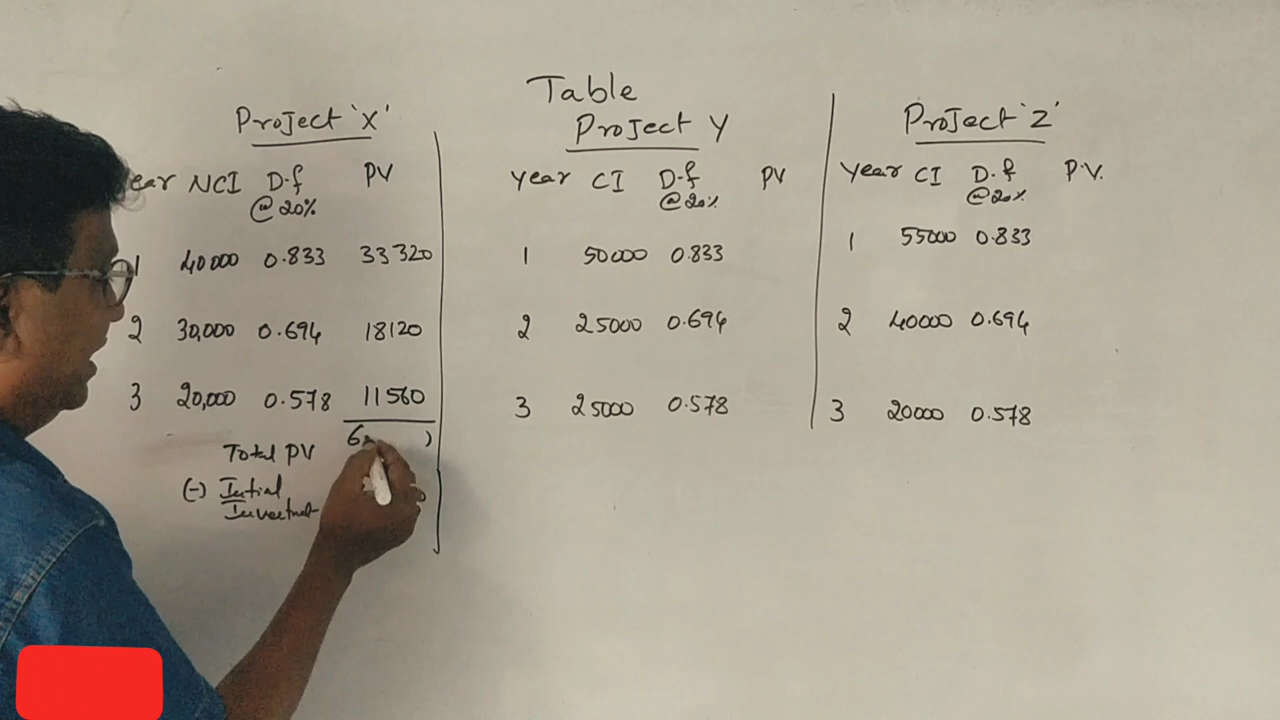 Table
Project 'X'
ear NCI D.f PV
@20%
1 40000 0.833 33320
2 30,000 0.694 18120
3 20,000 0.578 11560
Total PV 6
(-) Initial
Investment
Project Y
Year CI D.f PV
@20%
1 50000 0.833
2 25000 0.694
3 25000 0.578
Project 'Z'
Year CI D.f P.V.
@20%
1 55000 0.833
2 40000 0.694
3 20000 0.578